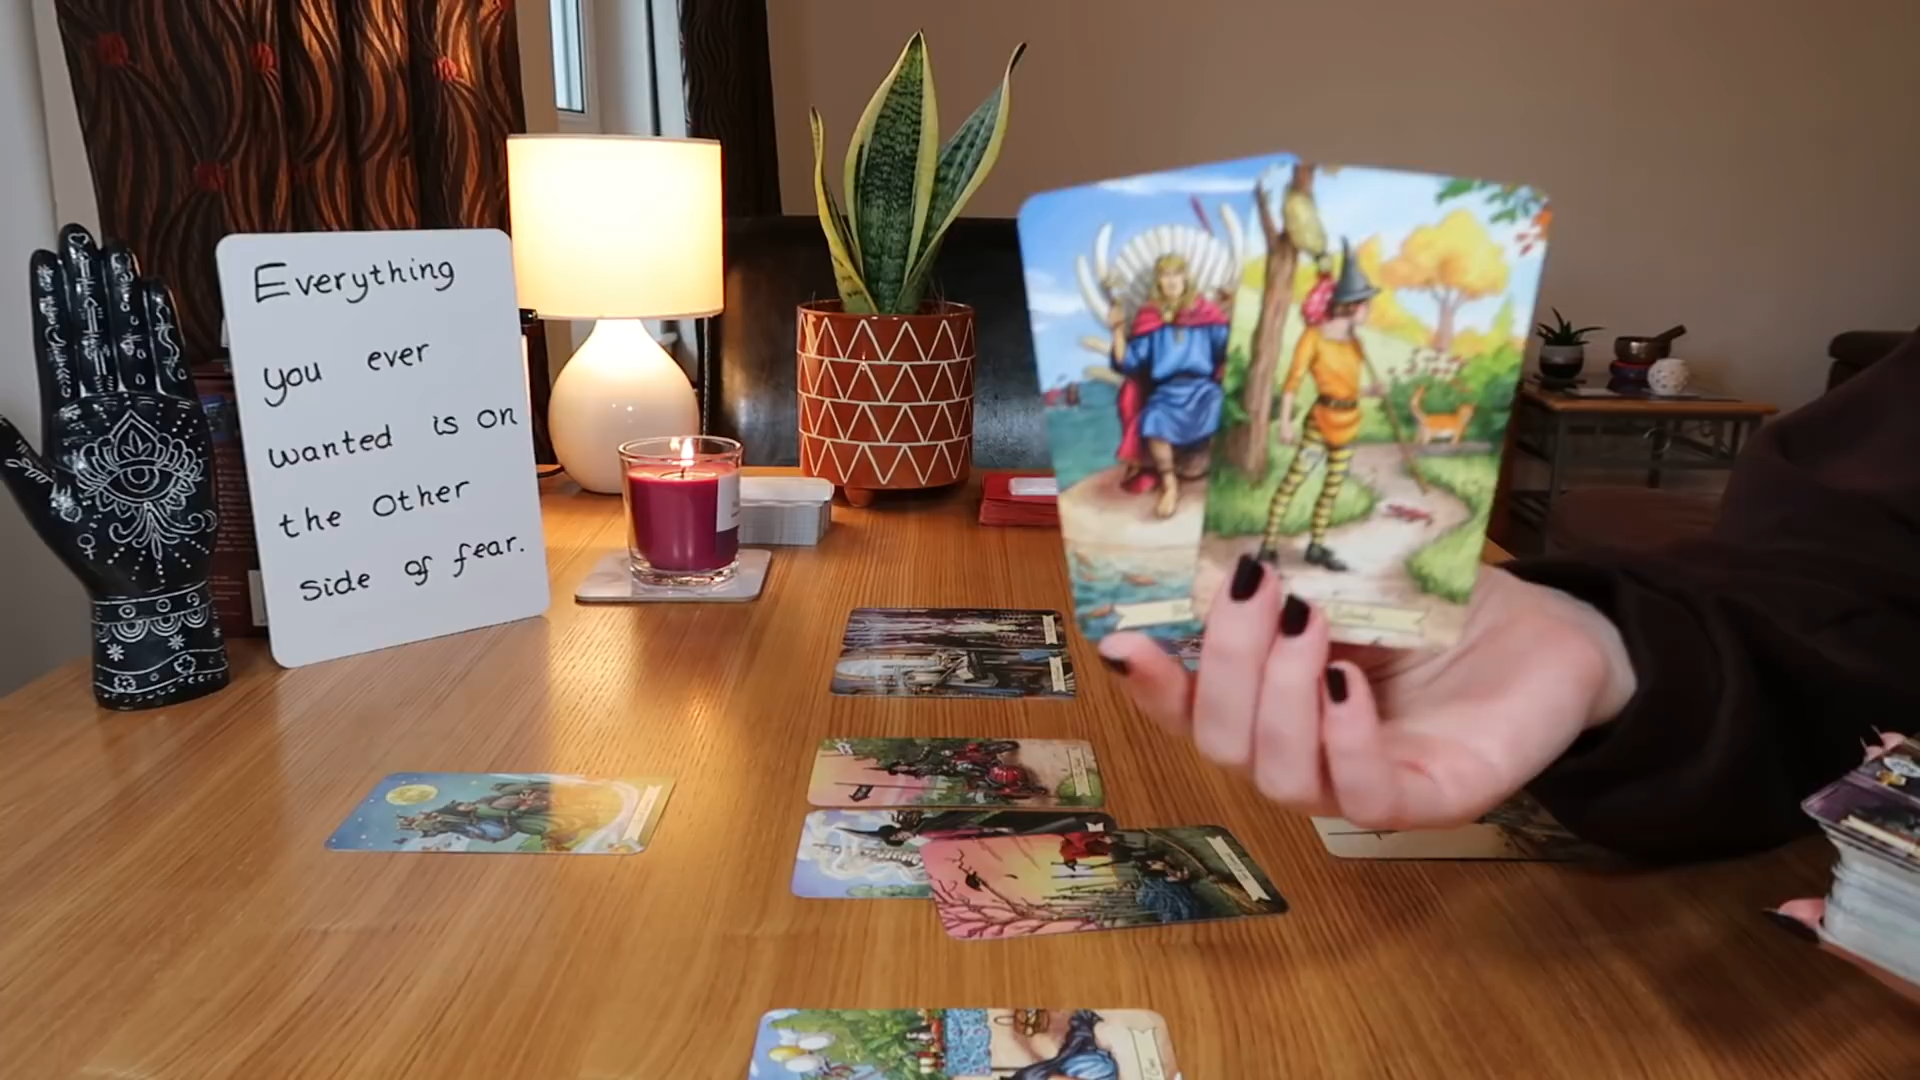 Everything
you ever
wanted is on
the other
side of fear.